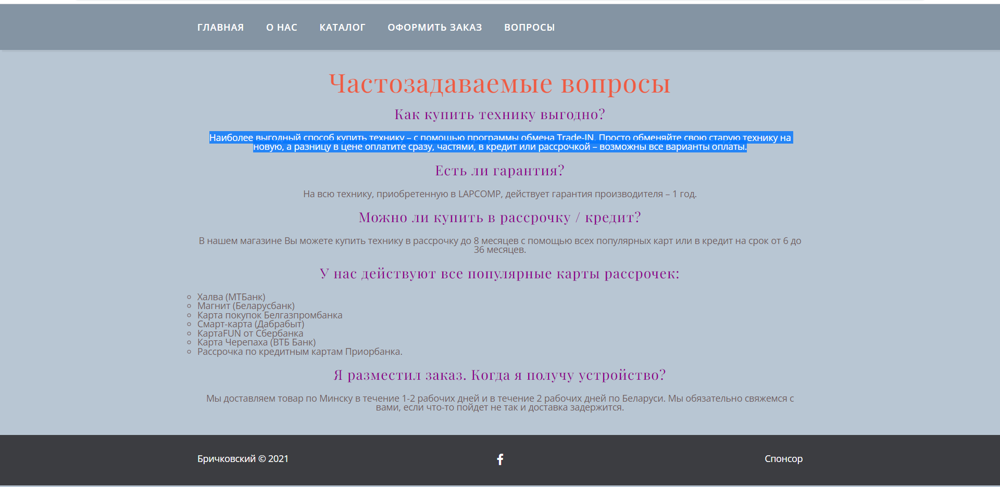 ГЛАВНАЯ О НАС КАТАЛОГ ОФОРМИТЬ ЗАКАЗ ВОПРОСЫ
Частозадаваемые вопросы
Как купить технику выгодно?
Наиболее выгодный способ купить технику – с помощью программы обмена Trade-IN. Просто обменяйте свою старую технику на
новую, а разницу в цене оплатите сразу, частями, в кредит или рассрочкой – возможны все варианты оплаты.
Есть ли гарантия?
На всю технику, приобретенную в LAPCOMP, действует гарантия производителя – 1 год.
Можно ли купить в рассрочку / кредит?
В нашем магазине Вы можете купить технику в рассрочку до 8 месяцев с помощью всех популярных карт или в кредит на срок от 6 до
36 месяцев.
У нас действуют все популярные карты рассрочек:
Халва (МТБанк)
Магнит (Беларусбанк)
Карта покупок Белгазпромбанка
Смарт-карта (Дабрабыт)
КартаFUN от Сбербанка
Карта Черепаха (ВТБ Банк)
Рассрочка по кредитным картам Приорбанка.
Я разместил заказ. Когда я получу устройство?
Мы доставляем товар по Минску в течение 1-2 рабочих дней и в течение 2 рабочих дней по Беларуси. Мы обязательно свяжемся с
вами, если что-то пойдет не так и доставка задержится.
Бричковский © 2021 Спонсор